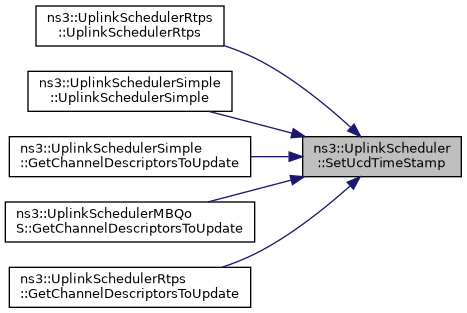 ns3::UplinkSchedulerRtps
::UplinkSchedulerRtps
ns3::UplinkSchedulerSimple
::UplinkSchedulerSimple
ns3::UplinkSchedulerSimple
::GetChannelDescriptorsToUpdate
ns3::UplinkSchedulerMBQo
S::GetChannelDescriptorsToUpdate
ns3::UplinkSchedulerRtps
::GetChannelDescriptorsToUpdate
ns3::UplinkScheduler
::SetUcdTimeStamp